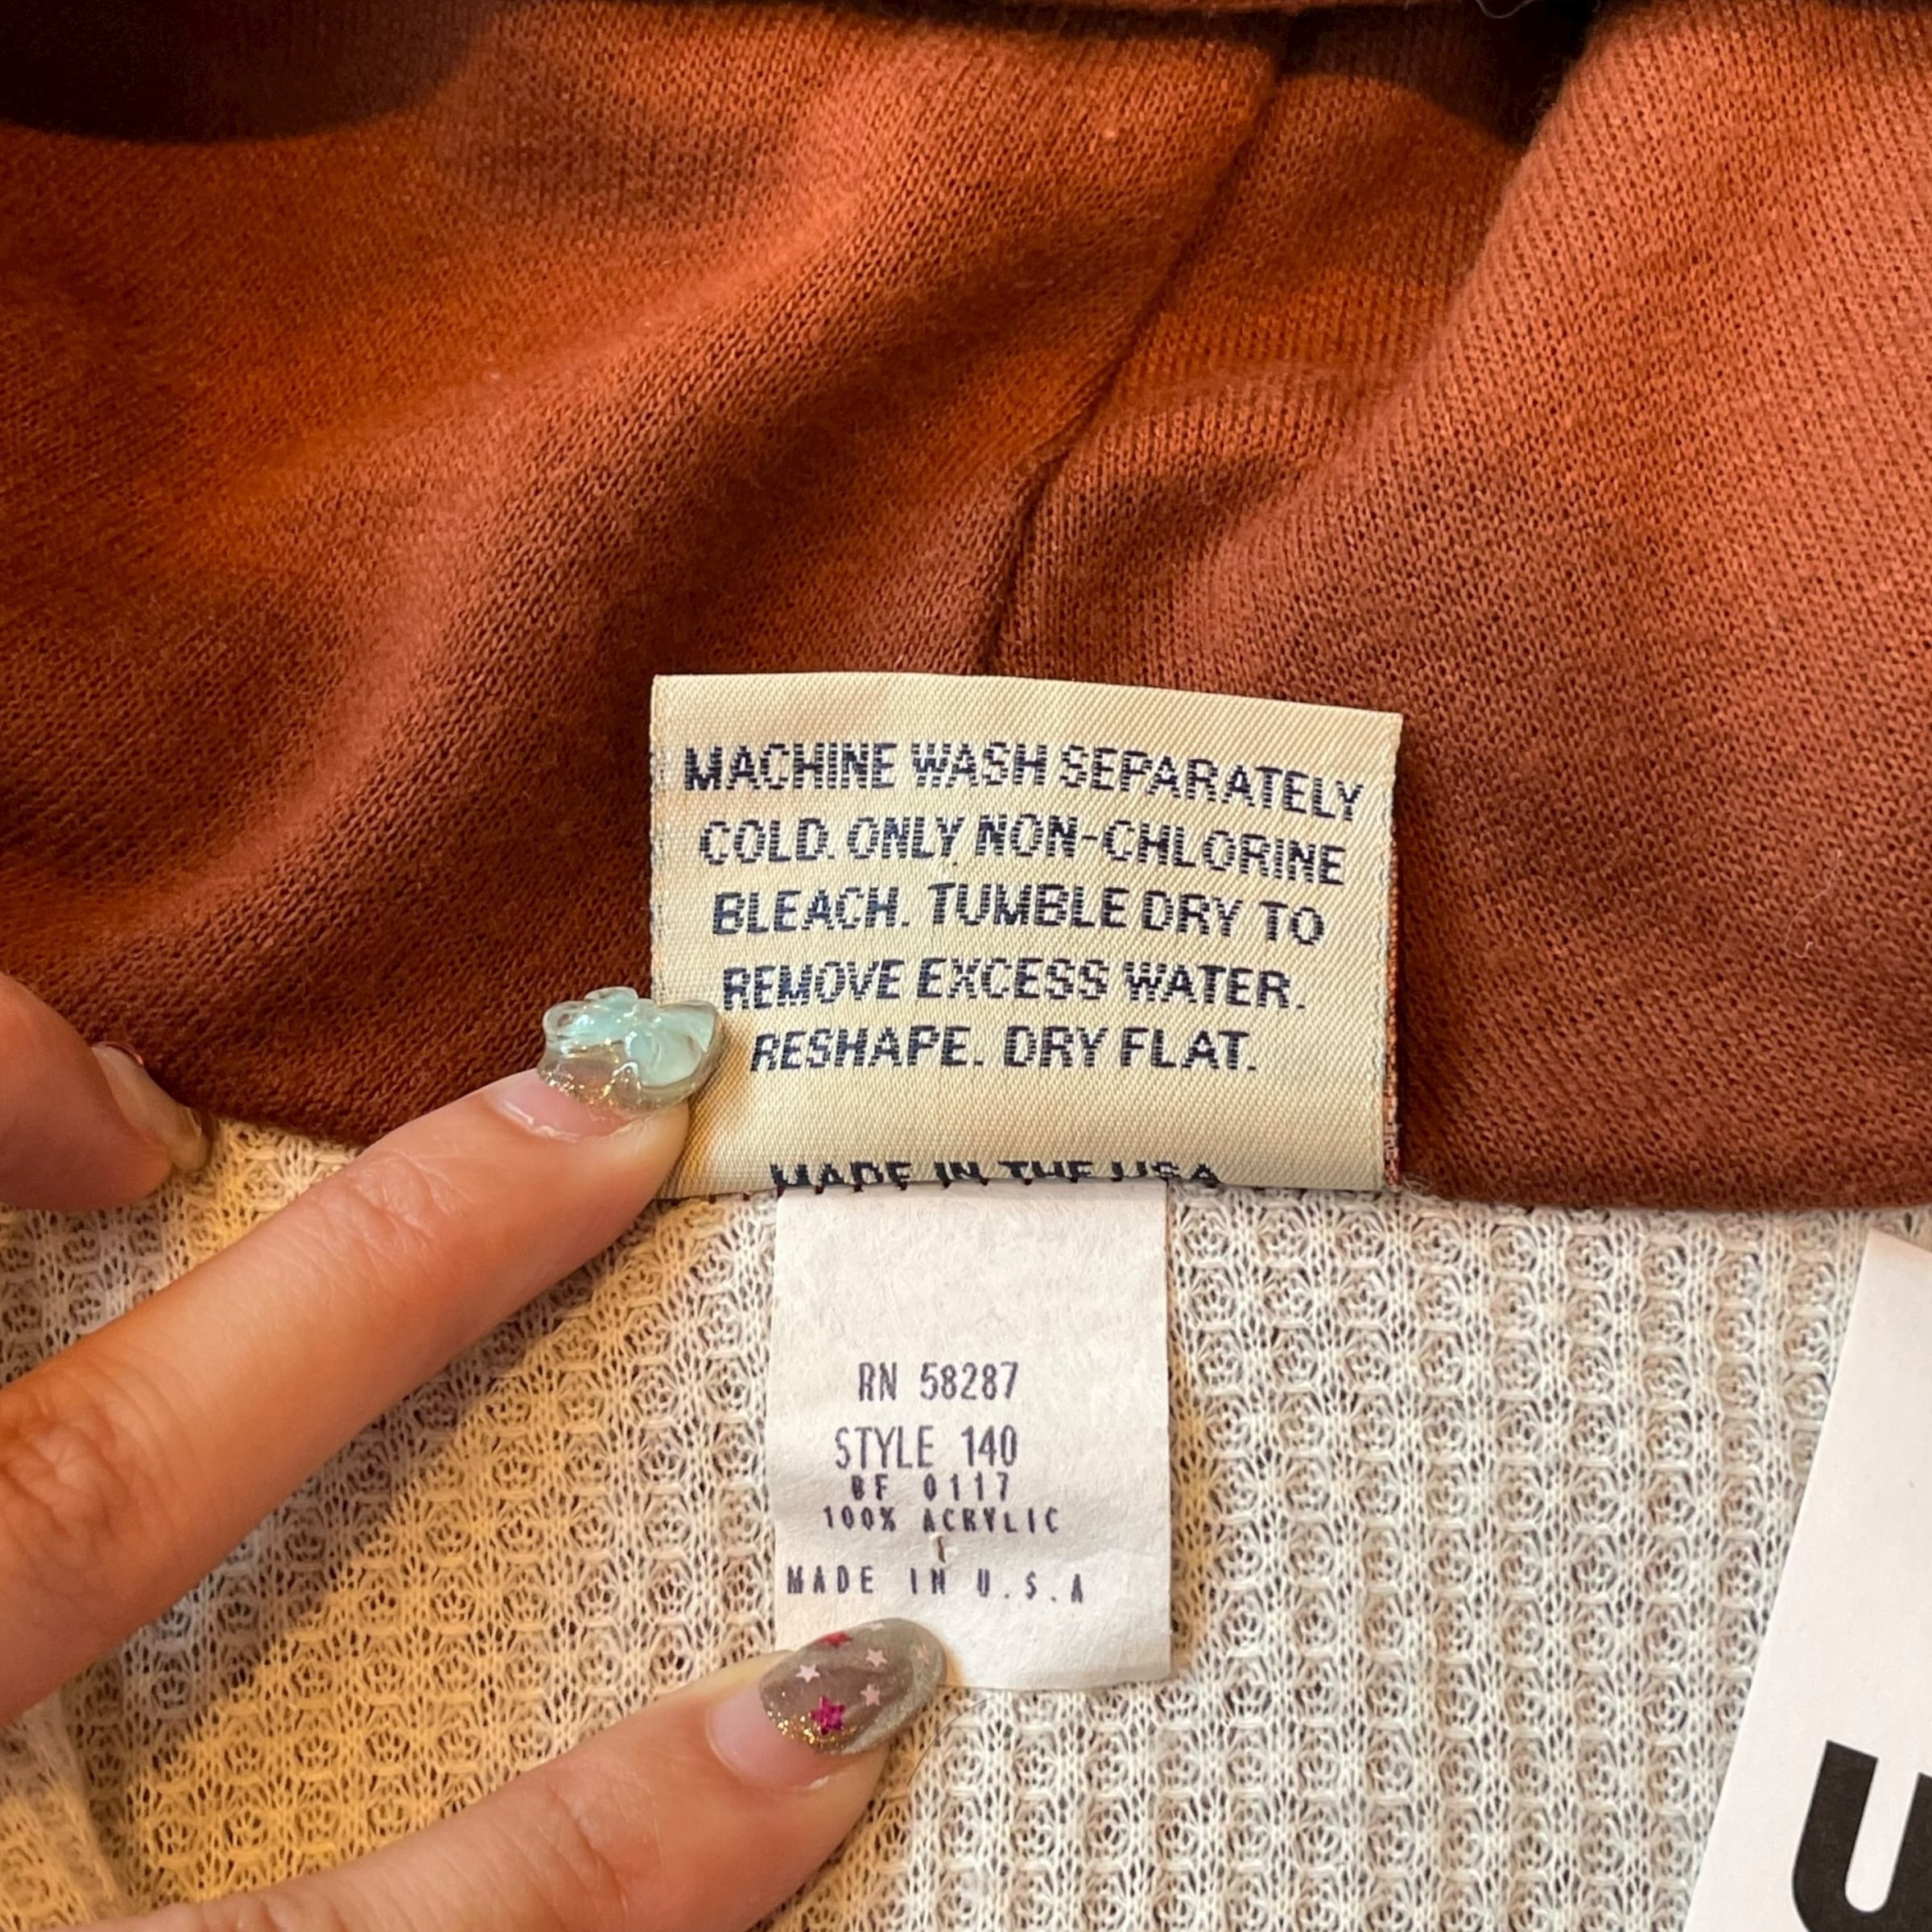 MACHINE WASH SEPARATELY
COLD. ONLY NON-CHLORINE
BLEACH. TUMBLE DRY TO
REMOVE EXCESS WATER.
RESHAPE. DRY FLAT.
MADE IN THE USA
RN 58287
STYLE 140
BF 0117
100% ACRYLIC
MADE IN U.S.A
U